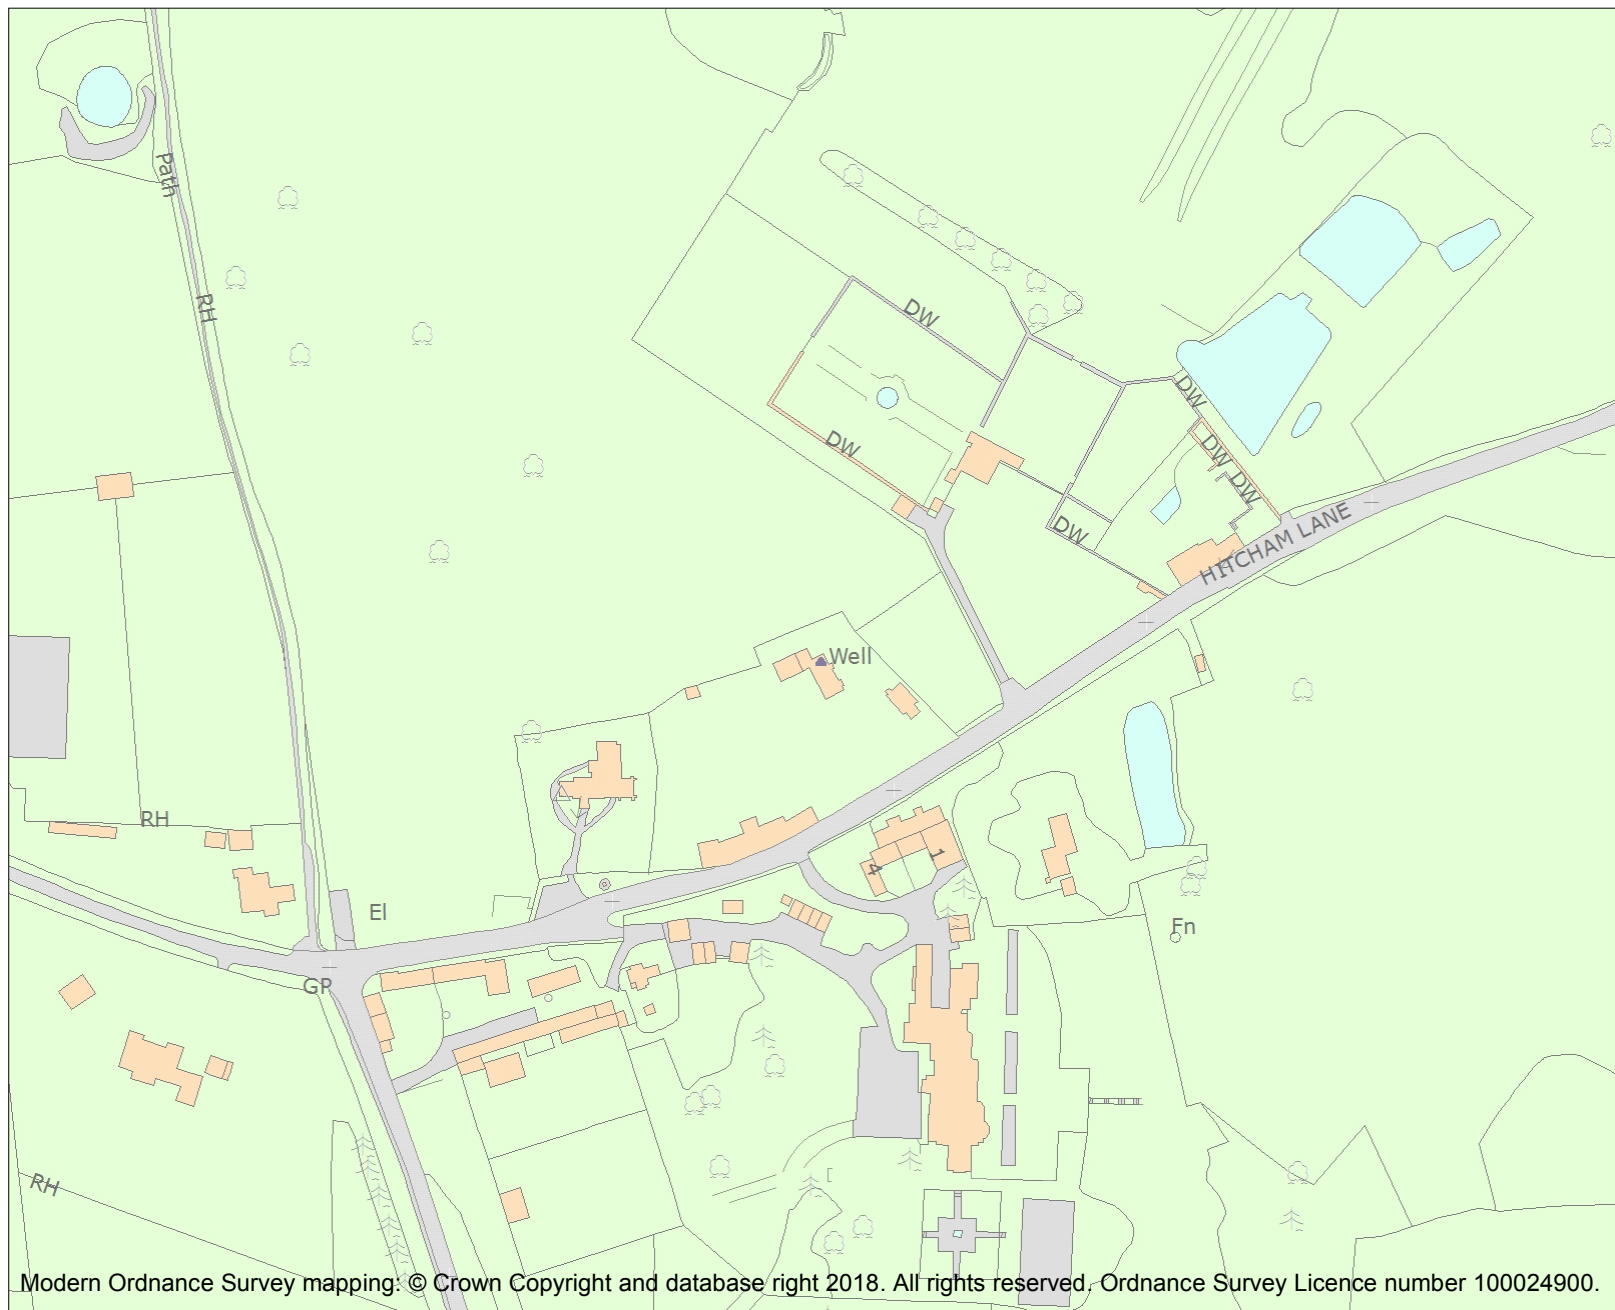 Path
RH
DW
DW
DW
DW
DW
DW
HITCHAM LANE
Well
RH
4
1
El
Fn
GP
RH
Modern Ordnance Survey mapping: © Crown Copyright and database right 2018. All rights reserved. Ordnance Survey Licence number 100024900.